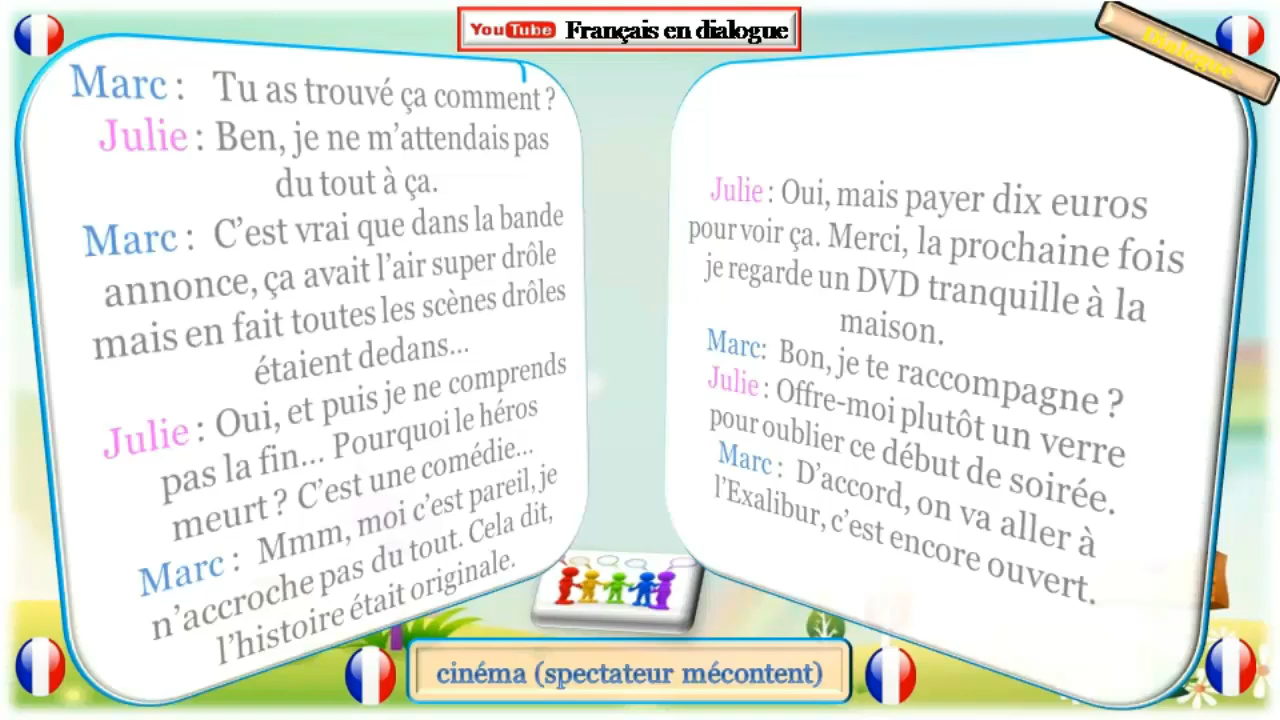 YouTube Français en dialogue
Dialogue
Marc : Tu as trouvé ça comment ?
Julie : Ben, je ne m'attendais pas
du tout à ça.
Marc : C'est vrai que dans la bande
annonce, ça avait l'air super drôle
mais en fait toutes les scènes drôles
étaient dedans...
Julie : Oui, et puis je ne comprends
pas la fin... Pourquoi le héros
meurt ? C'est une comédie...
Marc : Mmm, moi c'est pareil, je
n'accroche pas du tout. Cela dit,
l'histoire était originale.
Julie : Oui, mais payer dix euros
pour voir ça. Merci, la prochaine fois
je regarde un DVD tranquille à la
maison.
Marc: Bon, je te raccompagne ?
Julie : Offre-moi plutôt un verre
pour oublier ce début de soirée.
Marc : D'accord, on va aller à
l'Exalibur, c'est encore ouvert.
cinéma (spectateur mécontent)